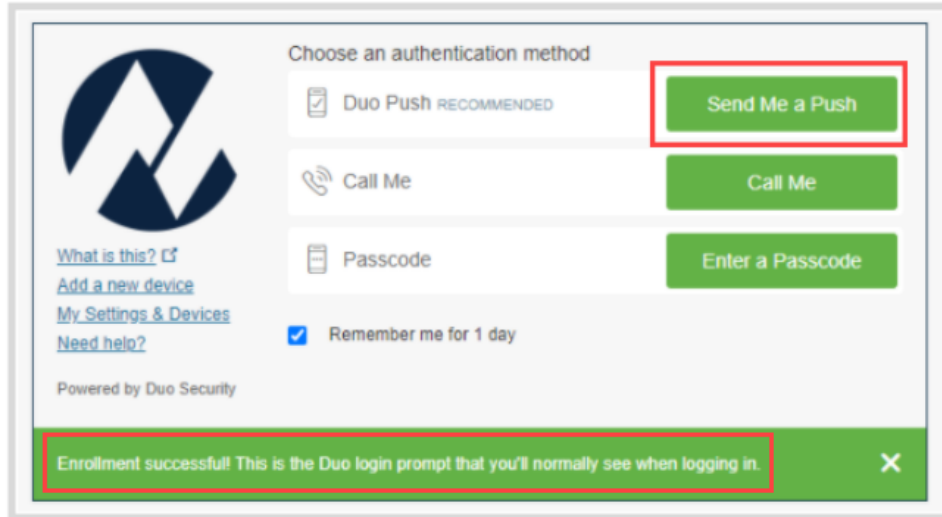 Choose an authentication method
Duo Push RECOMMENDED
Send Me a Push
Call Me
Call Me
Passcode
Enter a Passcode
What is this?
Add a new device
My Settings & Devices
Need help?
Remember me for 1 day
Powered by Duo Security
Enrollment successful! This is the Duo login prompt that you'll normally see when logging in.